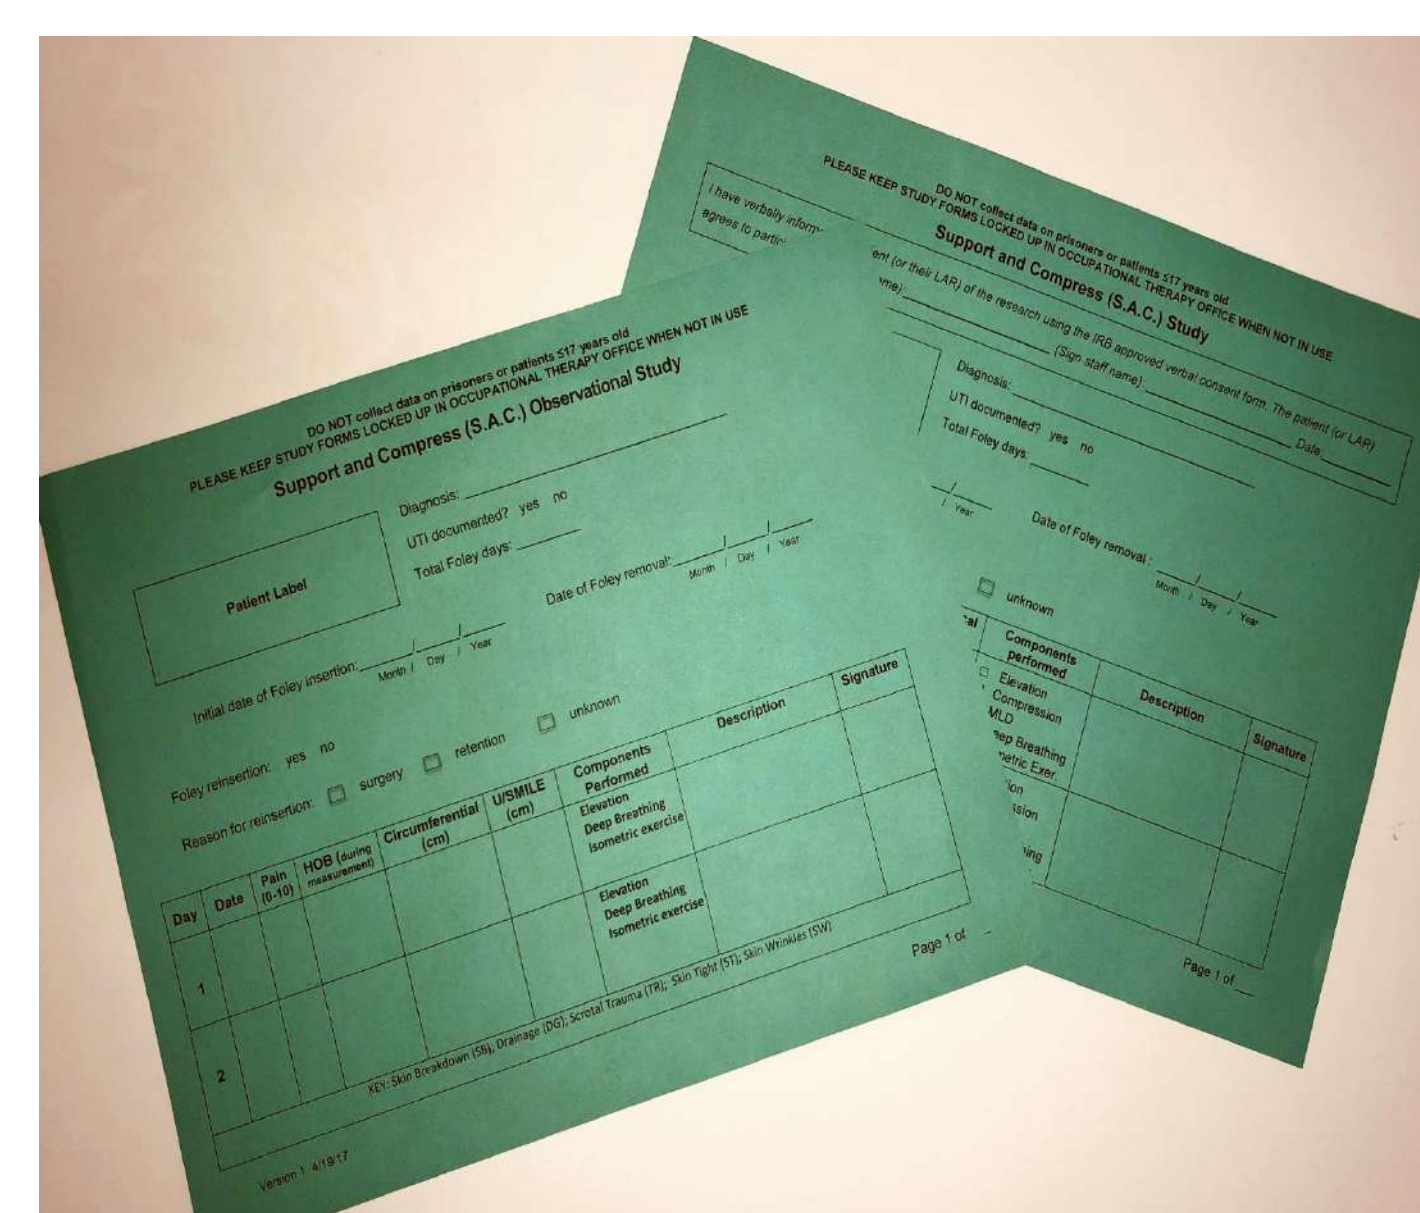 DO NOT collect data on prisoners or patients ≤17 years old
PLEASE KEEP STUDY FORMS LOCKED UP IN OCCUPATIONAL THERAPY OFFICE WHEN NOT IN USE
Support and Compress (S.A.C.) Observational Study
Patient Label
Diagnosis:
UTI documented? yes no
Total Foley days:
Initial date of Foley insertion: / /
Month / Day / Year
Date of Foley removal: / /
Month / Day / Year
Foley reinsertion: yes no
Reason for reinsertion: ☐ surgery ☐ retention ☐ unknown
Day Date Pain (0-10) HOB (during measurement) Circumferential (cm) U/SMILE (cm) Components Performed Description Signature
1
Elevation
Deep Breathing
Isometric exercise
2
Elevation
Deep Breathing
Isometric exercise
KEY: Skin Breakdown (SB), Drainage (DG); Scrotal Trauma (TR); Skin Tight (ST); Skin Wrinkles (SW)
Version 1: 4/19/17
Page 1 of
DO NOT collect data on prisoners or patients ≤17 years old
PLEASE KEEP STUDY FORMS LOCKED UP IN OCCUPATIONAL THERAPY OFFICE WHEN NOT IN USE
Support and Compress (S.A.C.) Study
I have verbally (or their LAR) of the research using the IRB approved verbal consent form. The patient (or LAR)
agrees to (Sign staff name): Date
Diagnosis:
UTI documented? yes no
Total Foley days:
/ Year
Date of Foley removal : / /
Month / Day / Year
☐ unknown
Components performed Description Signature
☐ Elevation
Compression
MLD
Breathing
Exer.
Page 1 of